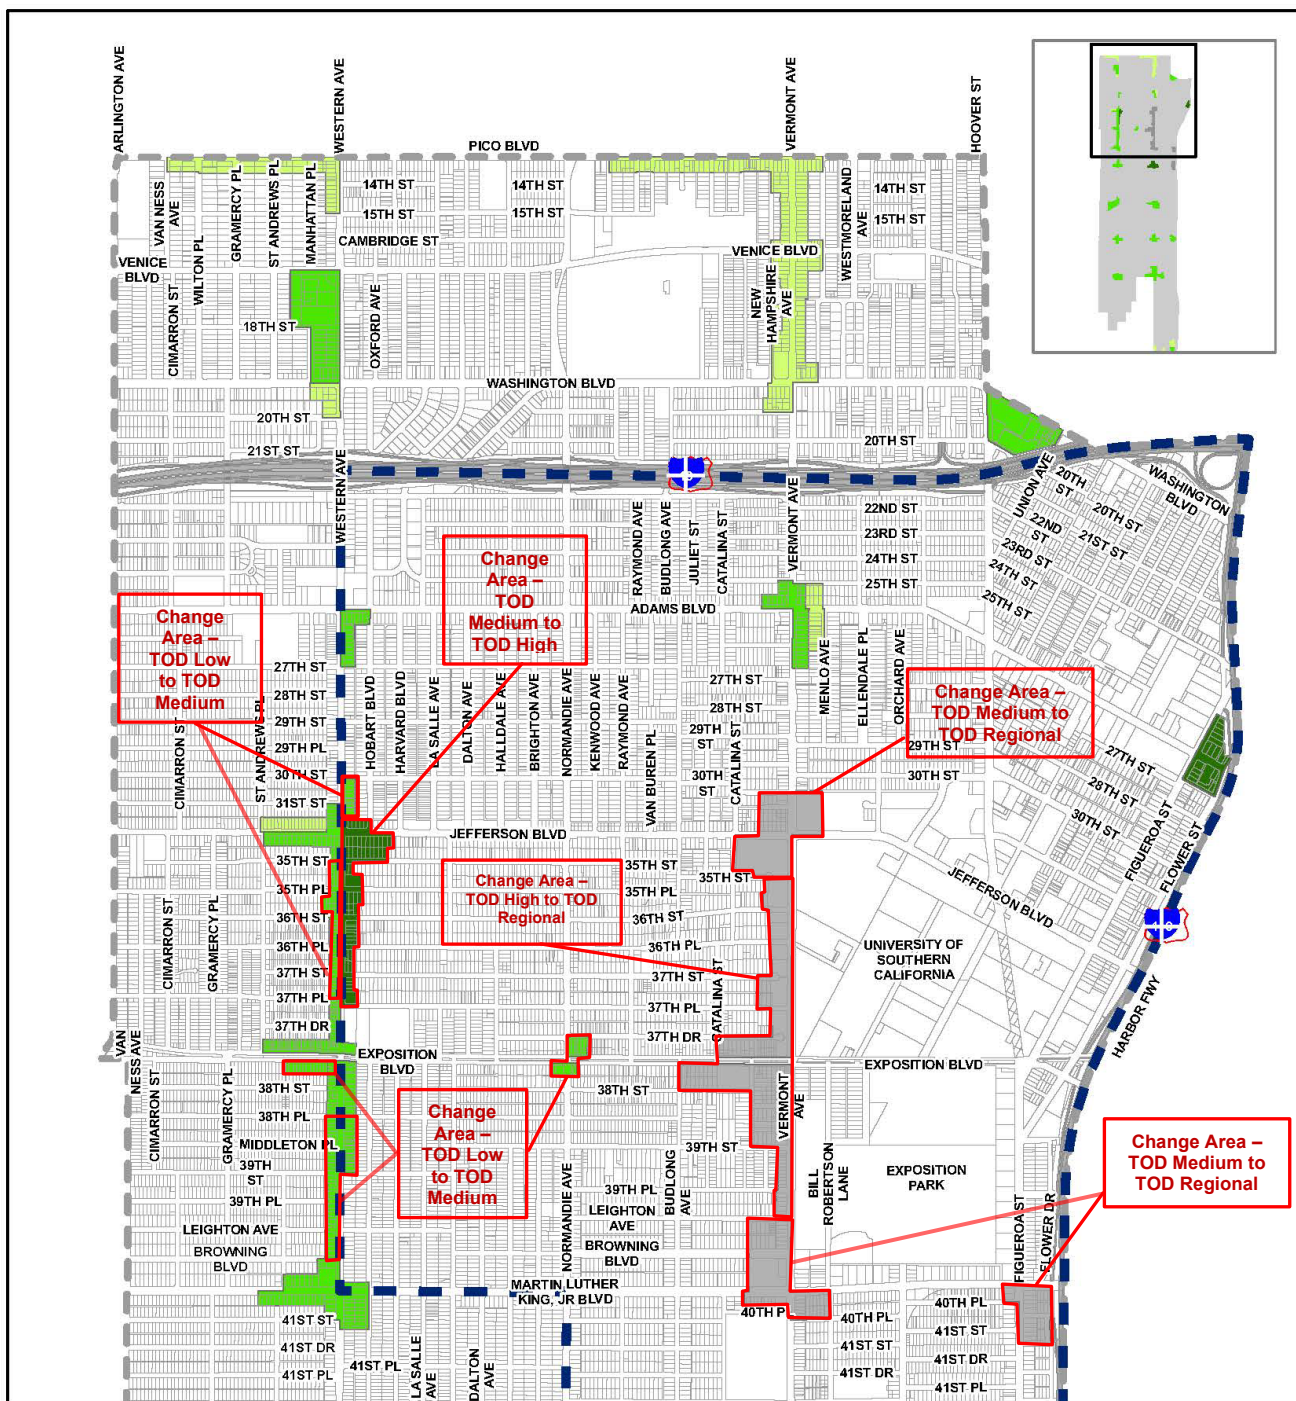 ARLINGTON AVE
WESTERN AVE
VERMONT AVE
HOOVER ST
PICO BLVD
VAN NESS
AVE
WILTON PL
GRAMERCY PL
ST ANDREWS PL
MANHATTAN PL
14TH ST
15TH ST
CAMBRIDGE ST
14TH ST
15TH ST
WESTMORELAND
AVE
14TH ST
15TH ST
VENICE
BLVD
VENICE BLVD
CIMARRON ST
18TH ST
OXFORD AVE
NEW
HAMPSHIRE
AVE
WASHINGTON BLVD
20TH ST
21ST ST
20TH ST
WESTERN AVE
VERMONT AVE
UNION AVE
20TH
ST
WASHINGTON
BLVD
20TH ST
21ST ST
22ND
ST
23RD ST
24TH ST
25TH ST
22ND ST
23RD ST
24TH ST
25TH ST
RAYMOND AVE
BUDLONG AVE
JULIET ST
CATALINA ST
ADAMS BLVD
Change
Area –
TOD
Medium to
TOD High
Change
Area –
TOD Low
to TOD
Medium
27TH ST
28TH ST
29TH ST
29TH PL
30TH ST
31ST ST
CIMARRON ST
ST ANDREWS PL
HOBART BLVD
HARVARD BLVD
LA SALLE AVE
DALTON AVE
HALLDALE AVE
BRIGHTON AVE
NORMANDIE AVE
KENWOOD AVE
RAYMOND AVE
VAN BUREN PL
27TH ST
28TH ST
29TH
ST
30TH
ST
CATALINA ST
MENLO AVE
ELLENDALE PL
ORCHARD AVE
Change Area –
TOD Medium to
TOD Regional
29TH ST
30TH ST
27TH ST
28TH ST
30TH ST
FIGUEROA ST
FLOWER ST
JEFFERSON BLVD
JEFFERSON BLVD
35TH ST
35TH PL
36TH ST
36TH PL
37TH ST
37TH PL
37TH DR
CIMARRON ST
GRAMERCY PL
Change Area –
TOD High to TOD
Regional
35TH ST
35TH ST
35TH PL
36TH ST
36TH PL
37TH ST
37TH PL
37TH DR
CATALINA ST
UNIVERSITY OF
SOUTHERN
CALIFORNIA
HARBOR FWY
VAN
NESS AVE
EXPOSITION
BLVD
EXPOSITION BLVD
CIMARRON ST
GRAMERCY PL
38TH ST
38TH PL
MIDDLETON PL
39TH
ST
39TH PL
LEIGHTON AVE
BROWNING
BLVD
Change
Area –
TOD Low
to TOD
Medium
38TH ST
39TH ST
NORMANDIE AVE
39TH PL
LEIGHTON
AVE
BROWNING
BLVD
BUDLONG
AVE
VERMONT
AVE
BILL
ROBERTSON
LANE
EXPOSITION
PARK
Change Area –
TOD Medium to
TOD Regional
FIGUEROA ST
FLOWER DR
MARTIN LUTHER
KING, JR BLVD
41ST ST
41ST DR
41ST PL
41ST PL
LA SALLE
AVE
DALTON
AVE
40TH PL
40TH PL
41ST ST
41ST DR
40TH PL
41ST ST
41ST DR
41ST PL